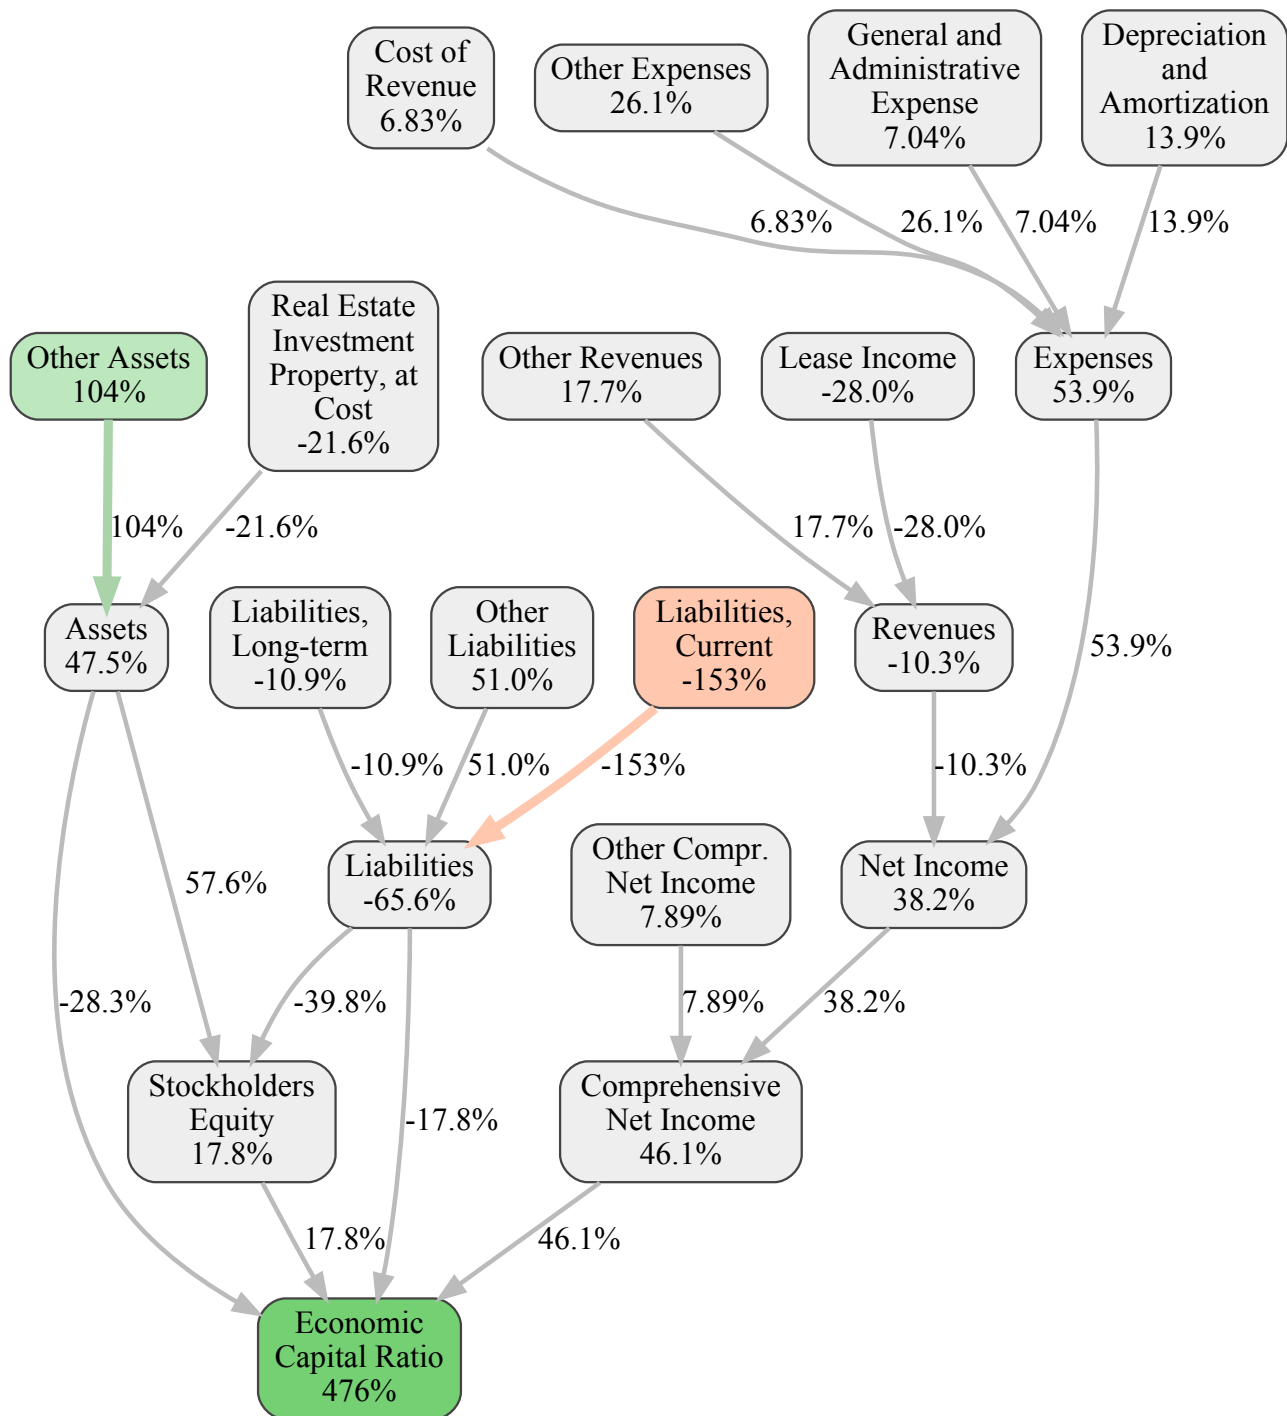 Cost of
Revenue
6.83%
Other Expenses
26.1%
General and
Administrative
Expense
7.04%
Depreciation
and
Amortization
13.9%
6.83%
26.1%
7.04%
13.9%
Other Assets
104%
Real Estate
Investment
Property, at
Cost
-21.6%
Other Revenues
17.7%
Lease Income
-28.0%
Expenses
53.9%
104%
-21.6%
17.7%
-28.0%
53.9%
Assets
47.5%
Liabilities,
Long-term
-10.9%
Other
Liabilities
51.0%
Liabilities,
Current
-153%
Revenues
-10.3%
-10.9%
51.0%
-153%
-10.3%
57.6%
Liabilities
-65.6%
Other Compr.
Net Income
7.89%
Net Income
38.2%
-28.3%
-39.8%
-17.8%
7.89%
38.2%
Stockholders
Equity
17.8%
Comprehensive
Net Income
46.1%
17.8%
46.1%
Economic
Capital Ratio
476%